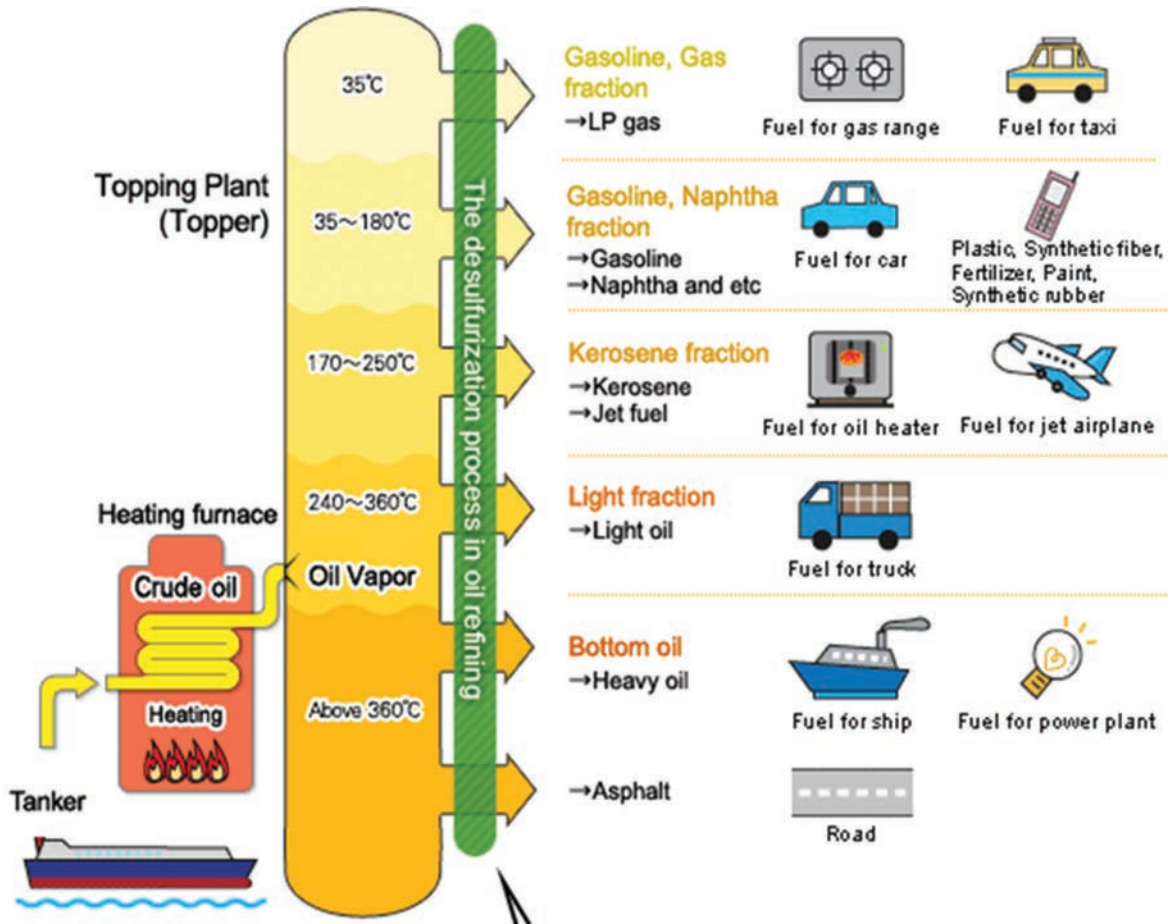 35℃
Gasoline, Gas
fraction
→LP gas
Fuel for gas range
Fuel for taxi
Topping Plant
(Topper)
35～180℃
Gasoline, Naphtha
fraction
→Gasoline
→Naphtha and etc
Fuel for car
Plastic, Synthetic fiber,
Fertilizer, Paint,
Synthetic rubber
170～250℃
Kerosene fraction
→Kerosene
→Jet fuel
Fuel for oil heater
Fuel for jet airplane
240～360℃
Light fraction
→Light oil
Fuel for truck
Heating furnace
Crude oil
Oil Vapor
Heating
Above 360℃
Bottom oil
→Heavy oil
Fuel for ship
Fuel for power plant
→Asphalt
Road
Tanker
The desulfurization process in oil refining